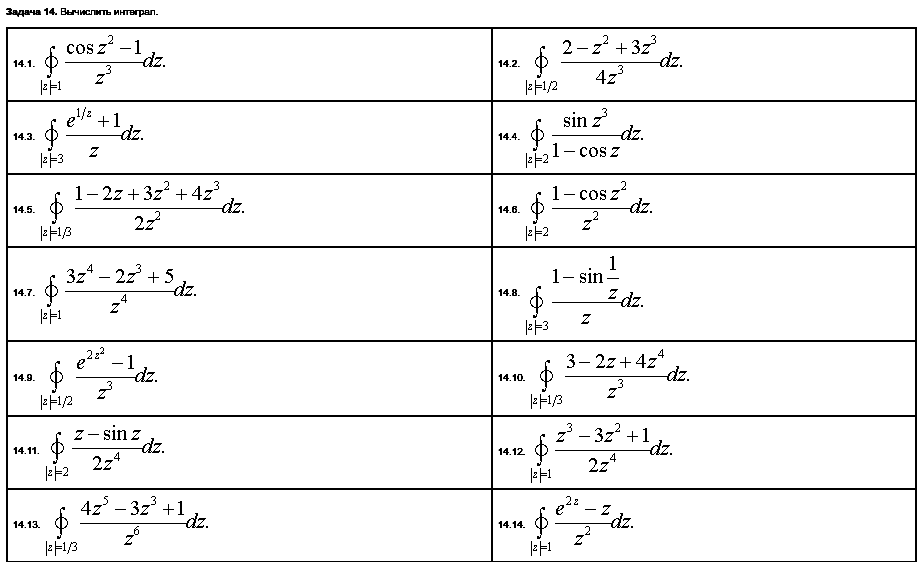 Задача 14. Вычислить интеграл.
14.1. $\oint\limits_{|z|=1} \frac{\cos z^2 - 1}{z^3} dz.$
14.2. $\oint\limits_{|z|=1/2} \frac{2 - z^2 + 3z^3}{4z^3} dz.$
14.3. $\oint\limits_{|z|=3} \frac{e^{1/z} + 1}{z} dz.$
14.4. $\oint\limits_{|z|=2} \frac{\sin z^3}{1 - \cos z} dz.$
14.5. $\oint\limits_{|z|=1/3} \frac{1 - 2z + 3z^2 + 4z^3}{2z^2} dz.$
14.6. $\oint\limits_{|z|=2} \frac{1 - \cos z^2}{z^2} dz.$
14.7. $\oint\limits_{|z|=1} \frac{3z^4 - 2z^3 + 5}{z^4} dz.$
14.8. $\oint\limits_{|z|=3} \frac{1 - \sin \frac{1}{z}}{z} dz.$
14.9. $\oint\limits_{|z|=1/2} \frac{e^{2z^2} - 1}{z^3} dz.$
14.10. $\oint\limits_{|z|=1/3} \frac{3 - 2z + 4z^4}{z^3} dz.$
14.11. $\oint\limits_{|z|=2} \frac{z - \sin z}{2z^4} dz.$
14.12. $\oint\limits_{|z|=1} \frac{z^3 - 3z^2 + 1}{2z^4} dz.$
14.13. $\oint\limits_{|z|=1/3} \frac{4z^5 - 3z^3 + 1}{z^6} dz.$
14.14. $\oint\limits_{|z|=1} \frac{e^{2z} - z}{z^2} dz.$